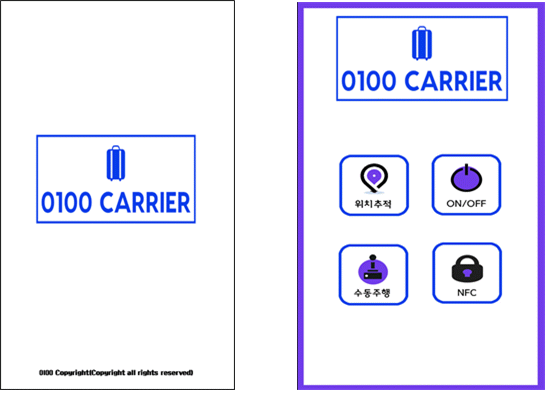 0100 CARRIER
0100 Copyright(Copyright all rights reserved)
0100 CARRIER
위치추적
ON/OFF
수동주행
NFC